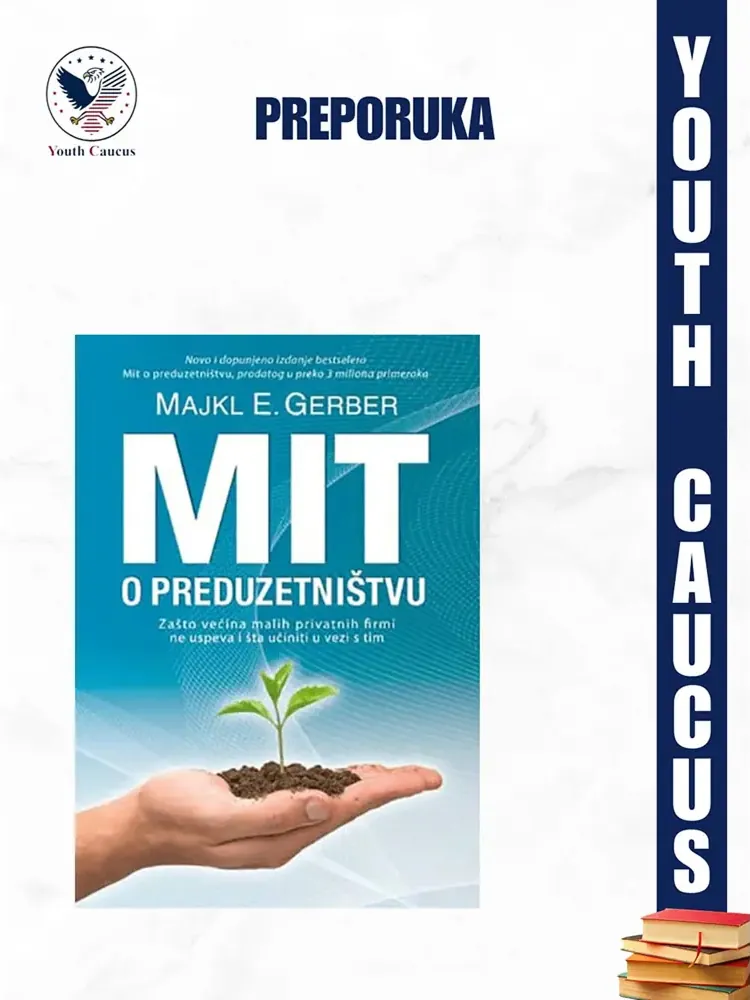 Youth Caucus
PREPORUKA
YOUTH CAUCUS
Novo i dopunjeno izdanje bestselera
Mit o preduzetništvu, prodatog u preko 3 miliona primeraka
MAJKL E. GERBER
MIT
O PREDUZETNIŠTVU
Zašto većina malih privatnih firmi
ne uspeva i šta učiniti u vezi s tim